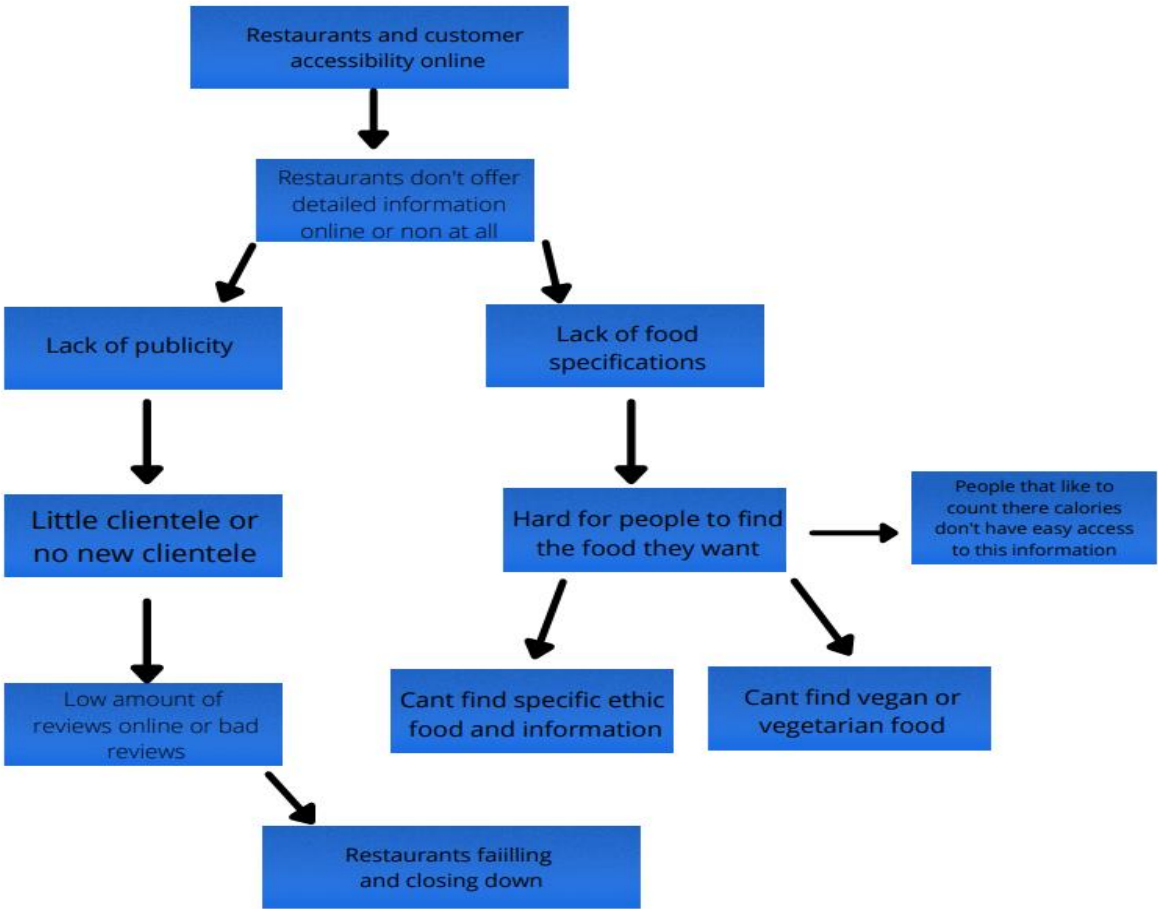 Restaurants and customer
accessibility online
Restaurants don't offer
detailed information
online or non at all
Lack of publicity
Lack of food
specifications
Little clientele or
no new clientele
Hard for people to find
the food they want
People that like to
count there calories
don't have easy access
to this information
Low amount of
reviews online or bad
reviews
Cant find specific ethic
food and information
Cant find vegan or
vegetarian food
Restaurants faiilling
and closing down